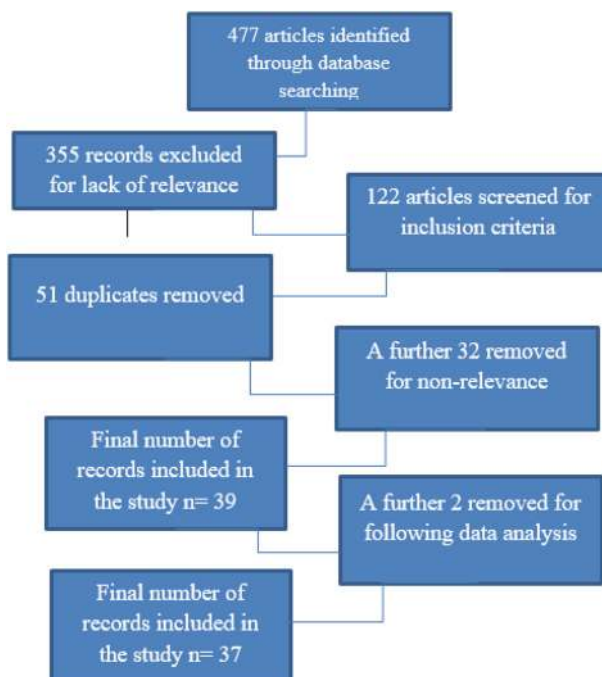 477 articles identified
through database
searching
355 records excluded
for lack of relevance
122 articles screened for
inclusion criteria
51 duplicates removed
A further 32 removed
for non-relevance
Final number of
records included in
the study n= 39
A further 2 removed for
following data analysis
Final number of
records included in
the study n= 37